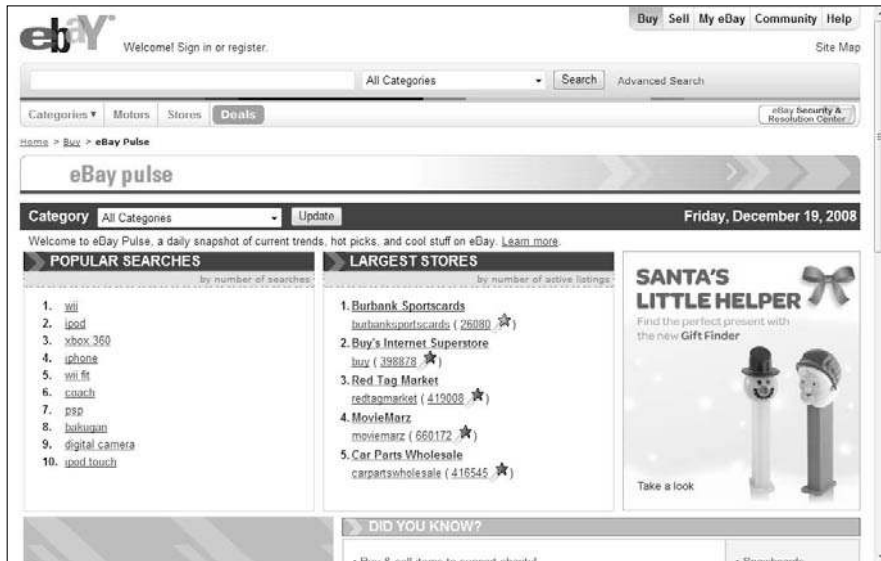 ebaY
Buy Sell My eBay Community Help
Welcome! Sign in or register.
Site Map
All Categories
Search
Advanced Search
Categories ▾ Motors Stores Deals
eBay Security &
Resolution Center
Home > Buy > eBay Pulse
eBay pulse
Category All Categories Update
Friday, December 19, 2008
Welcome to eBay Pulse, a daily snapshot of current trends, hot picks, and cool stuff on eBay. Learn more.
POPULAR SEARCHES
by number of searches
1. wii
2. ipod
3. xbox 360
4. iphone
5. wii fit
6. coach
7. psp
8. bakugan
9. digital camera
10. ipod touch
LARGEST STORES
by number of active listings
1. Burbank Sportscards
burbanksportscards ( 26080 )
2. Buy's Internet Superstore
buy ( 398878 )
3. Red Tag Market
redtagmarket ( 419008 )
4. MovieMarz
moviemarz ( 660172 )
5. Car Parts Wholesale
carpartswholesale ( 416545 )
SANTA'S
LITTLE HELPER
Find the perfect present with
the new Gift Finder
Take a look
DID YOU KNOW?